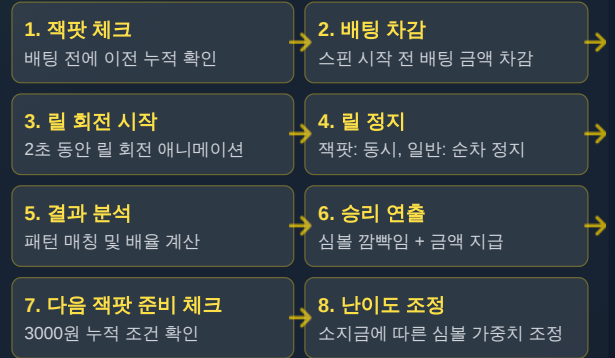 1. 잭팟 체크
배팅 전에 이전 누적 확인
2. 배팅 차감
스핀 시작 전 배팅 금액 차감
3. 릴 회전 시작
2초 동안 릴 회전 애니메이션
4. 릴 정지
잭팟: 동시, 일반: 순차 정지
5. 결과 분석
패턴 매칭 및 배율 계산
6. 승리 연출
심볼 깜빡임 + 금액 지급
7. 다음 잭팟 준비 체크
3000원 누적 조건 확인
8. 난이도 조정
소지금에 따른 심볼 가중치 조정